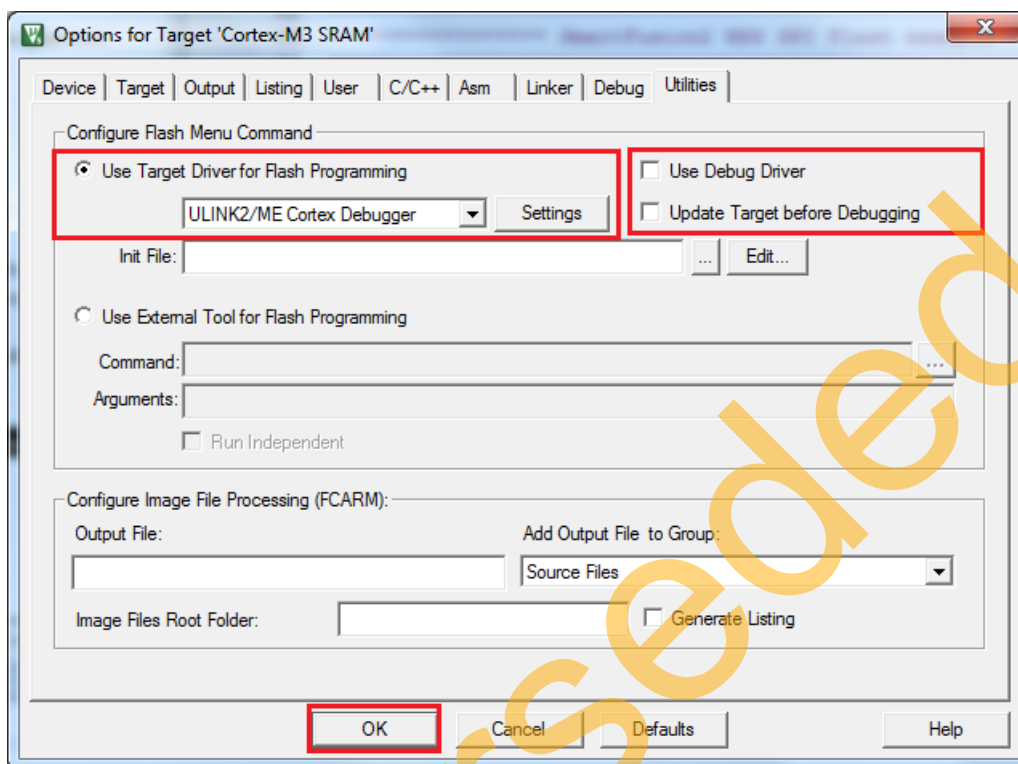 Options for Target 'Cortex-M3 SRAM'
Device Target Output Listing User C/C++ Asm Linker Debug Utilities
Configure Flash Menu Command
Use Target Driver for Flash Programming
Use Debug Driver
ULINK2/ME Cortex Debugger
Settings
Update Target before Debugging
Init File:
...
Edit...
Use External Tool for Flash Programming
Command:
...
Arguments:
Run Independent
Configure Image File Processing (FCARM):
Output File:
Add Output File to Group:
Source Files
Image Files Root Folder:
Generate Listing
OK
Cancel
Defaults
Help
seded